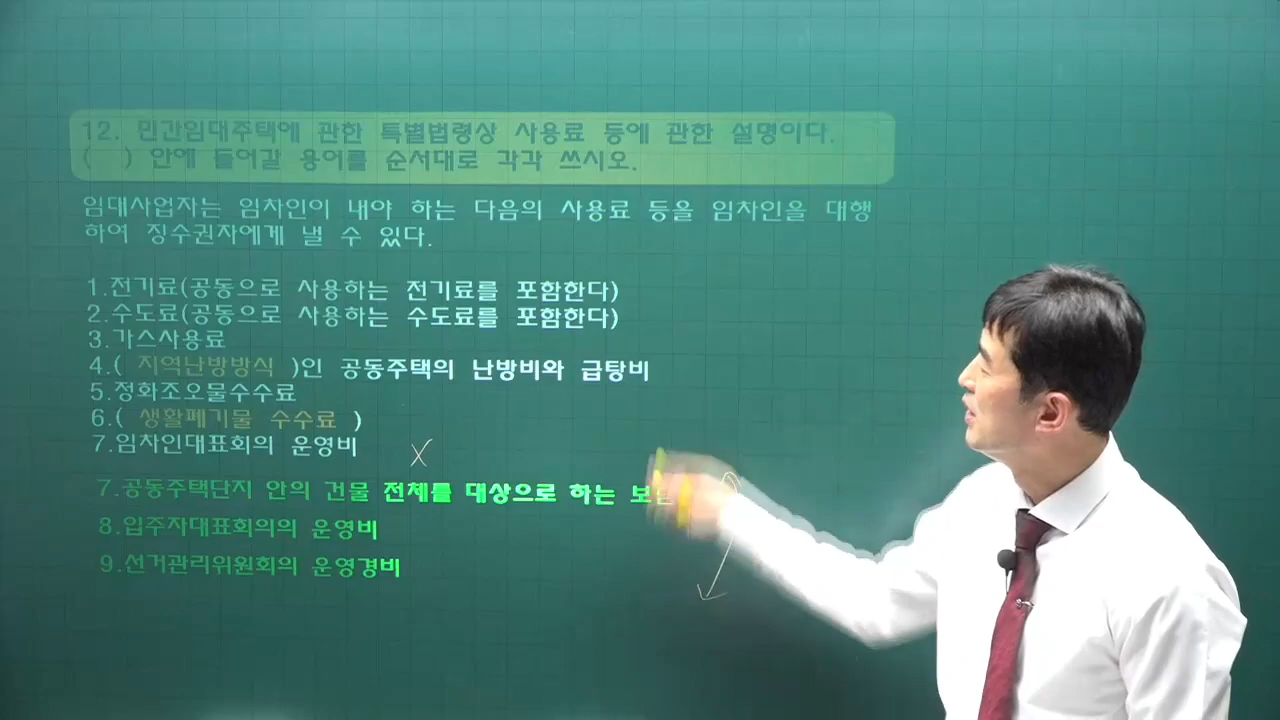 12. 민간임대주택에 관한 특별법령상 사용료 등에 관한 설명이다.
( ) 안에 들어갈 용어를 순서대로 각각 쓰시오.
임대사업자는 임차인이 내야 하는 다음의 사용료 등을 임차인을 대행
하여 징수권자에게 낼 수 있다.
1.전기료(공동으로 사용하는 전기료를 포함한다)
2.수도료(공동으로 사용하는 수도료를 포함한다)
3.가스사용료
4.( 지역난방방식 )인 공동주택의 난방비와 급탕비
5.정화조오물수수료
6.( 생활폐기물 수수료 )
7.임차인대표회의 운영비 X
7.공동주택단지 안의 건물 전체를 대상으로 하는
8.입주자대표회의의 운영비
9.선거관리위원회의 운영경비